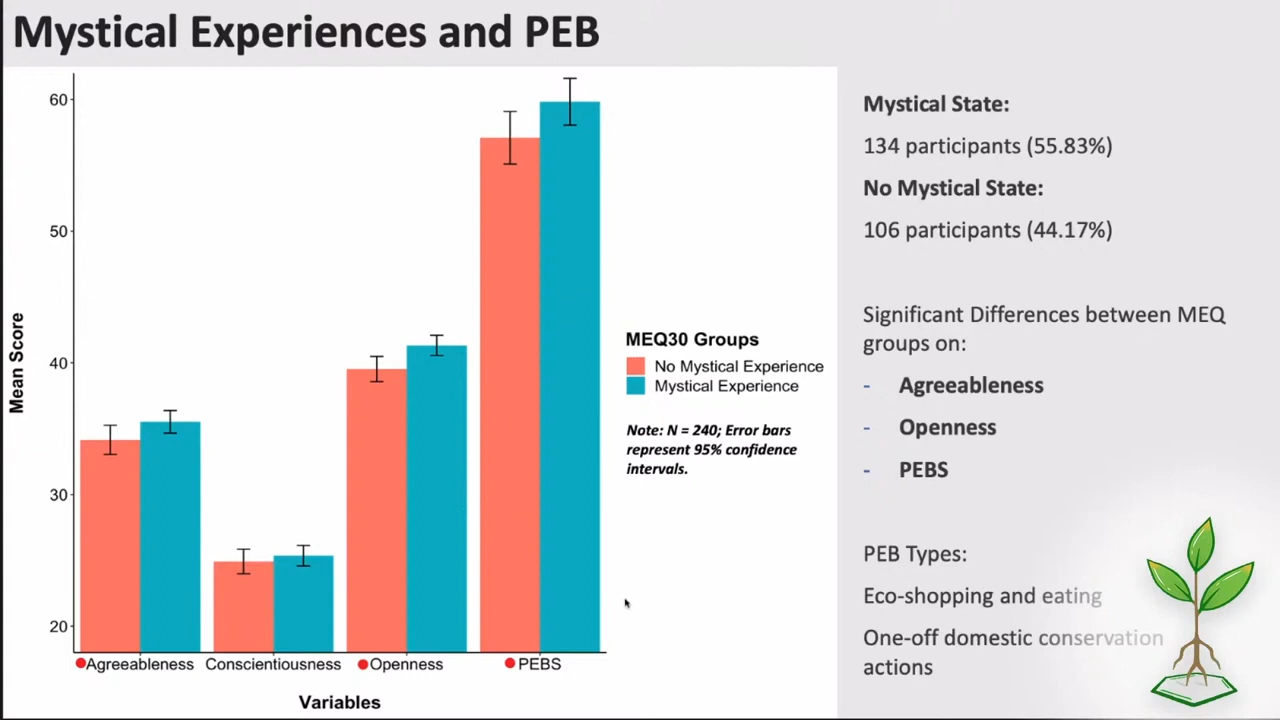 Mystical Experiences and PEB
60
50
40
30
20
Mean Score
Agreeableness
Conscientiousness
Openness
PEBS
Variables
MEQ30 Groups
No Mystical Experience
Mystical Experience
Note: N = 240; Error bars
represent 95% confidence
intervals.
Mystical State:
134 participants (55.83%)
No Mystical State:
106 participants (44.17%)
Significant Differences between MEQ
groups on:
- Agreeableness
- Openness
- PEBS
PEB Types:
Eco-shopping and eating
One-off domestic conservation
actions